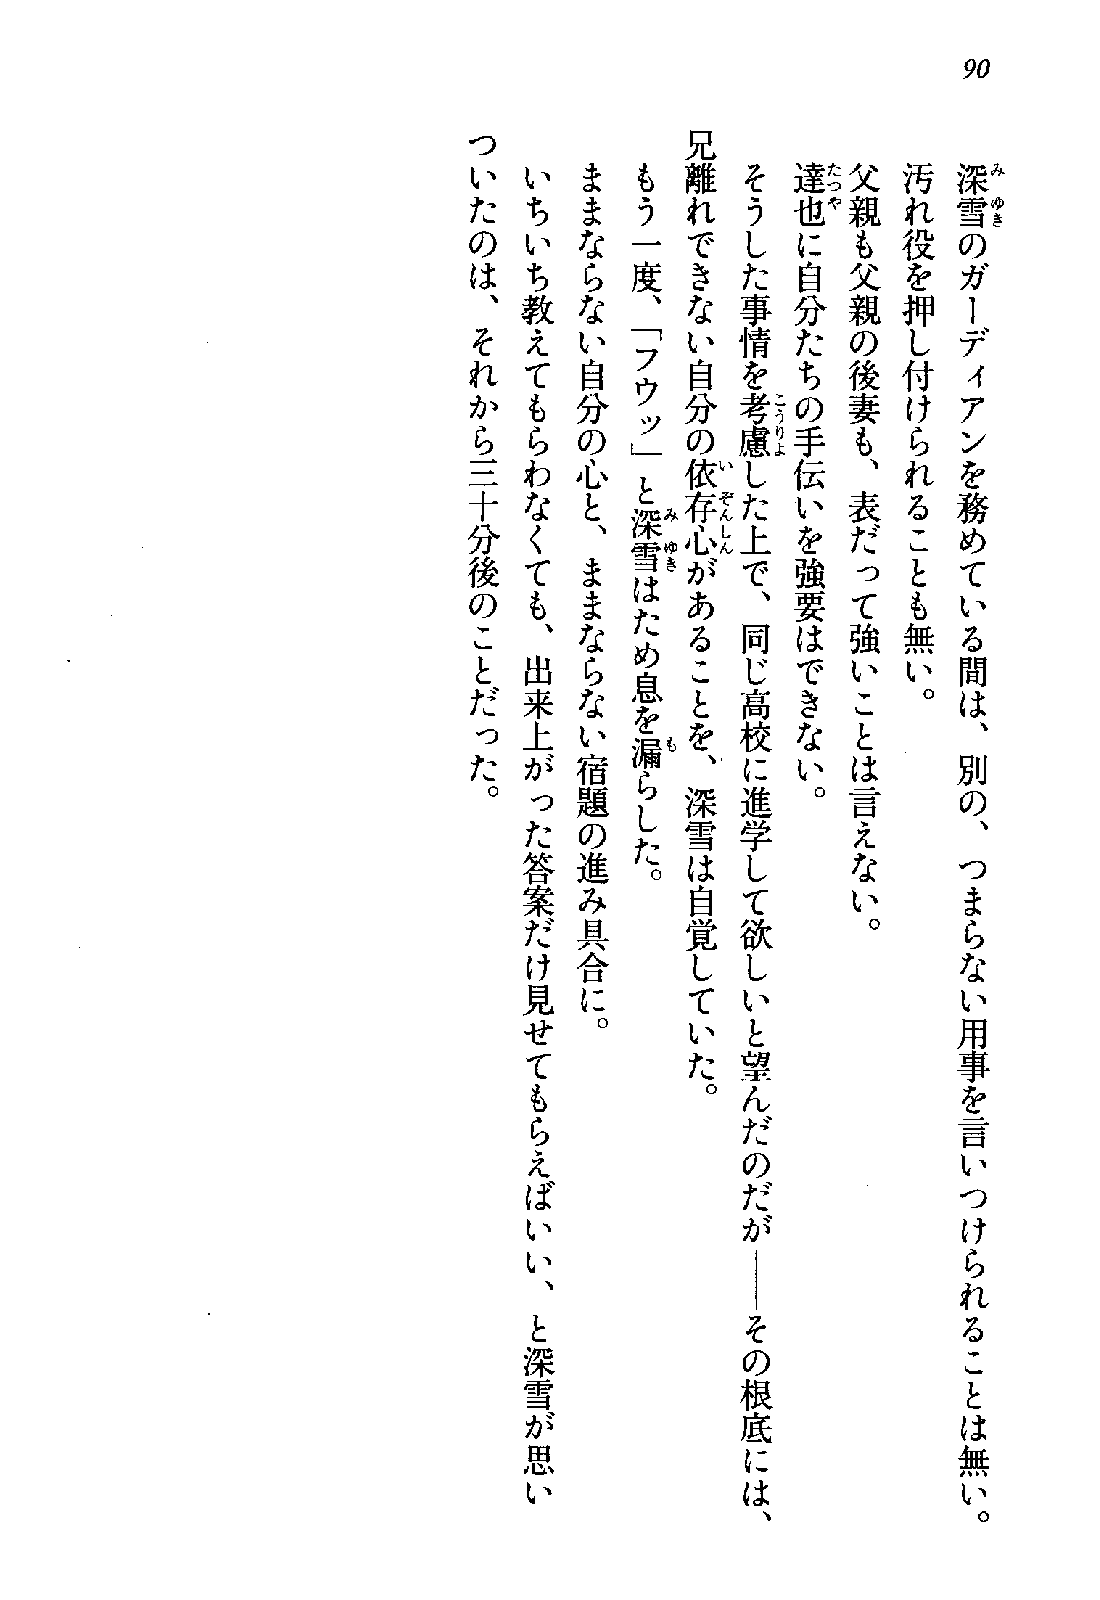 90
深雪のガーディアンを務めている間は、別の、つまらない用事を言いつけられることは無い。
汚れ役を押し付けられることも無い。
父親も父親の後妻も、表だって強いことは言えない。
達也に自分たちの手伝いを強要はできない。
そうした事情を考慮した上で、同じ高校に進学して欲しいと望んだのだが――その根底には、
兄離れできない自分の依存心があることを、深雪は自覚していた。
もう一度、「フウッ」と深雪はため息を漏らした。
ままならない自分の心と、ままならない宿題の進み具合に。
いちいち教えてもらわなくても、出来上がった答案だけ見せてもらえばいい、と深雪が思い
ついたのは、それから三十分後のことだった。